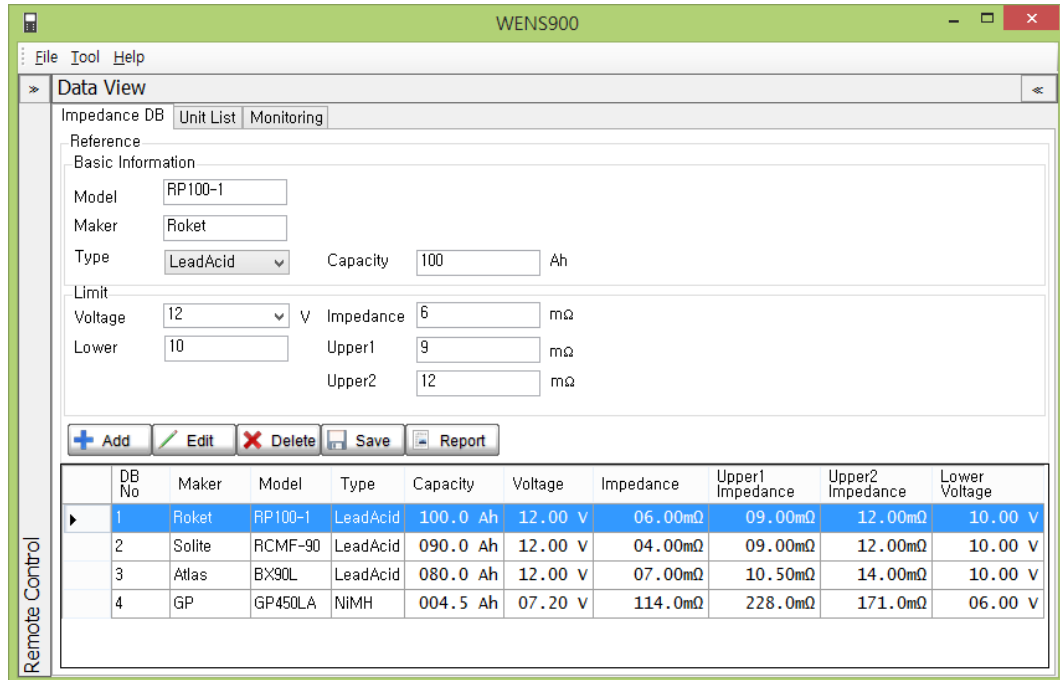 WENS900
File Tool Help
Data View
Impedance DB Unit List Monitoring
Reference
Basic Information
Model RP100-1
Maker Roket
Type LeadAcid Capacity 100 Ah
Limit
Voltage 12 V Impedance 6 mΩ
Lower 10 Upper1 9 mΩ
Upper2 12 mΩ
Add Edit Delete Save Report
DB No Maker Model Type Capacity Voltage Impedance Upper1 Impedance Upper2 Impedance Lower Voltage
1 Roket RP100-1 LeadAcid 100.0 Ah 12.00 V 06.00mΩ 09.00mΩ 12.00mΩ 10.00 V
2 Solite RCMF-90 LeadAcid 090.0 Ah 12.00 V 04.00mΩ 09.00mΩ 12.00mΩ 10.00 V
3 Atlas BX90L LeadAcid 080.0 Ah 12.00 V 07.00mΩ 10.50mΩ 14.00mΩ 10.00 V
4 GP GP450LA NiMH 004.5 Ah 07.20 V 114.0mΩ 228.0mΩ 171.0mΩ 06.00 V
Remote Control